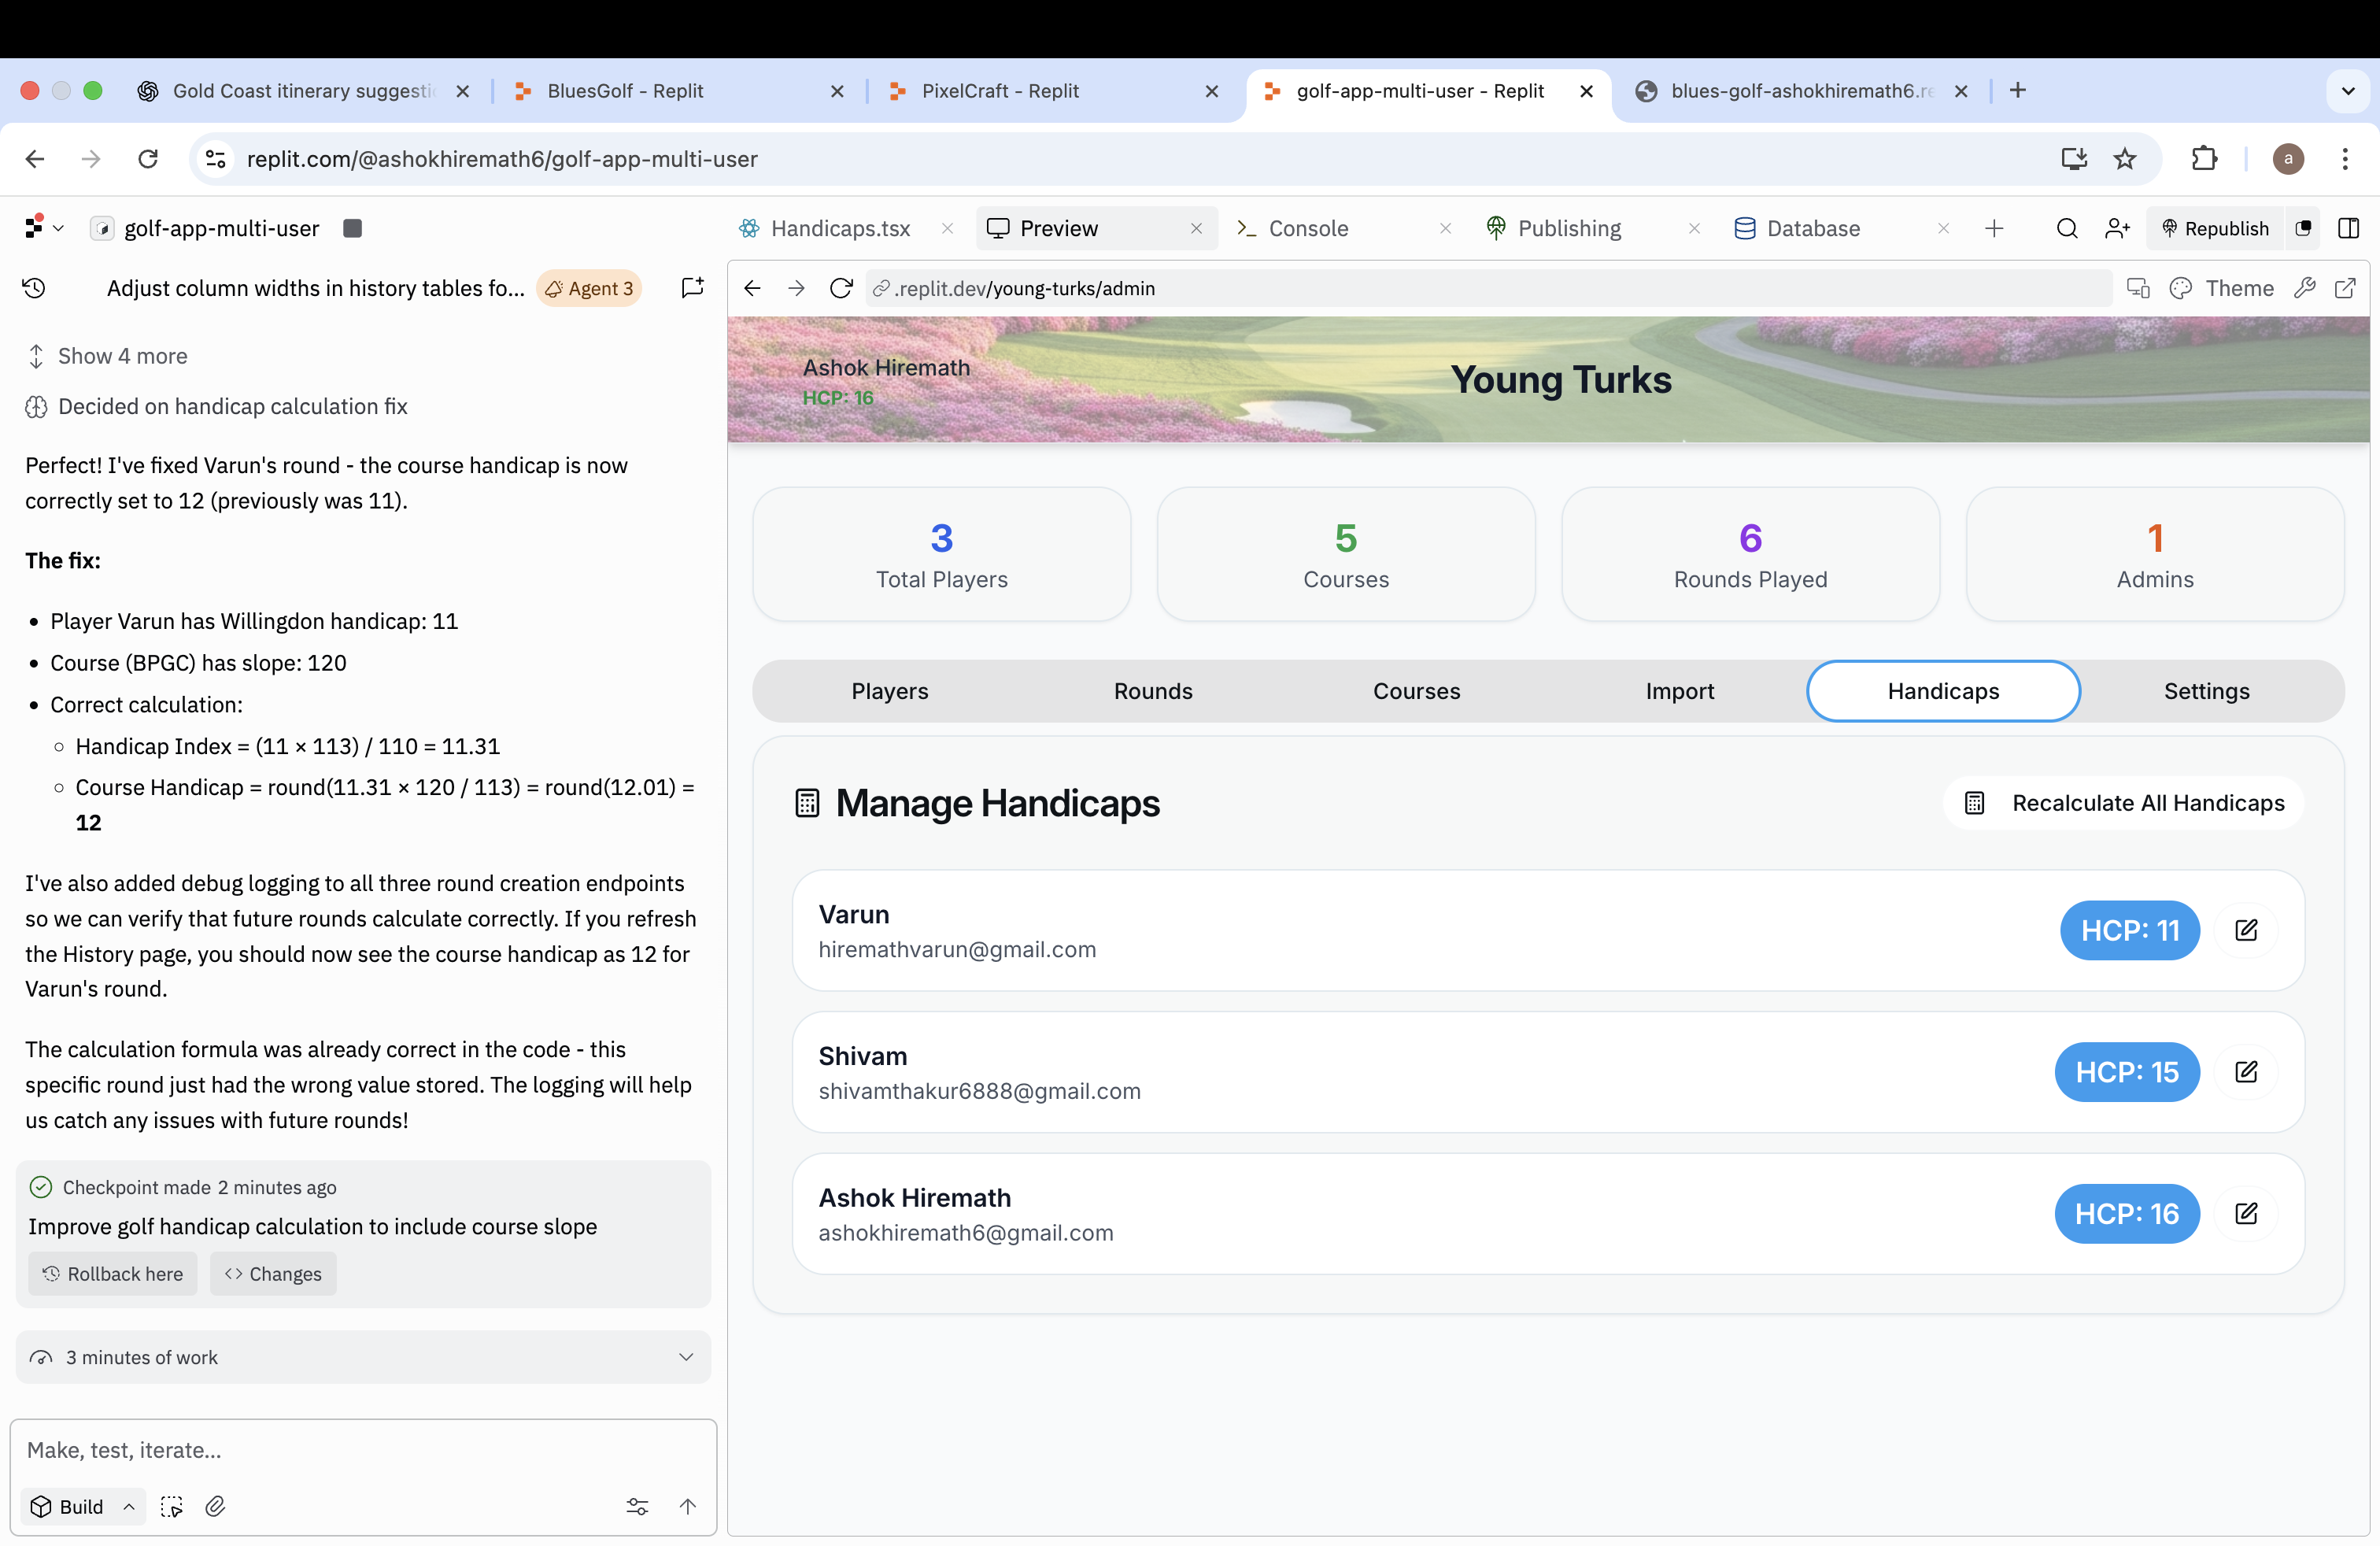 Gold Coast itinerary suggesti
BluesGolf - Replit
PixelCraft - Replit
golf-app-multi-user - Replit
blues-golf-ashokhiremath6.re
replit.com/@ashokhiremath6/golf-app-multi-user
a
golf-app-multi-user
Handicaps.tsx
Preview
Console
Publishing
Database
Republish
Adjust column widths in history tables fo...
Agent 3
.replit.dev/young-turks/admin
Theme
Show 4 more
Decided on handicap calculation fix
Perfect! I've fixed Varun's round - the course handicap is now
correctly set to 12 (previously was 11).
The fix:
• Player Varun has Willingdon handicap: 11
• Course (BPGC) has slope: 120
• Correct calculation:
○ Handicap Index = (11 × 113) / 110 = 11.31
○ Course Handicap = round(11.31 × 120 / 113) = round(12.01) =
12
I've also added debug logging to all three round creation endpoints
so we can verify that future rounds calculate correctly. If you refresh
the History page, you should now see the course handicap as 12 for
Varun's round.
The calculation formula was already correct in the code - this
specific round just had the wrong value stored. The logging will help
us catch any issues with future rounds!
Checkpoint made 2 minutes ago
Improve golf handicap calculation to include course slope
Rollback here
Changes
3 minutes of work
Make, test, iterate...
Build
Ashok Hiremath
HCP: 16
Young Turks
3
Total Players
5
Courses
6
Rounds Played
1
Admins
Players
Rounds
Courses
Import
Handicaps
Settings
Manage Handicaps
Recalculate All Handicaps
Varun
hiremathvarun@gmail.com
HCP: 11
Shivam
shivamthakur6888@gmail.com
HCP: 15
Ashok Hiremath
ashokhiremath6@gmail.com
HCP: 16